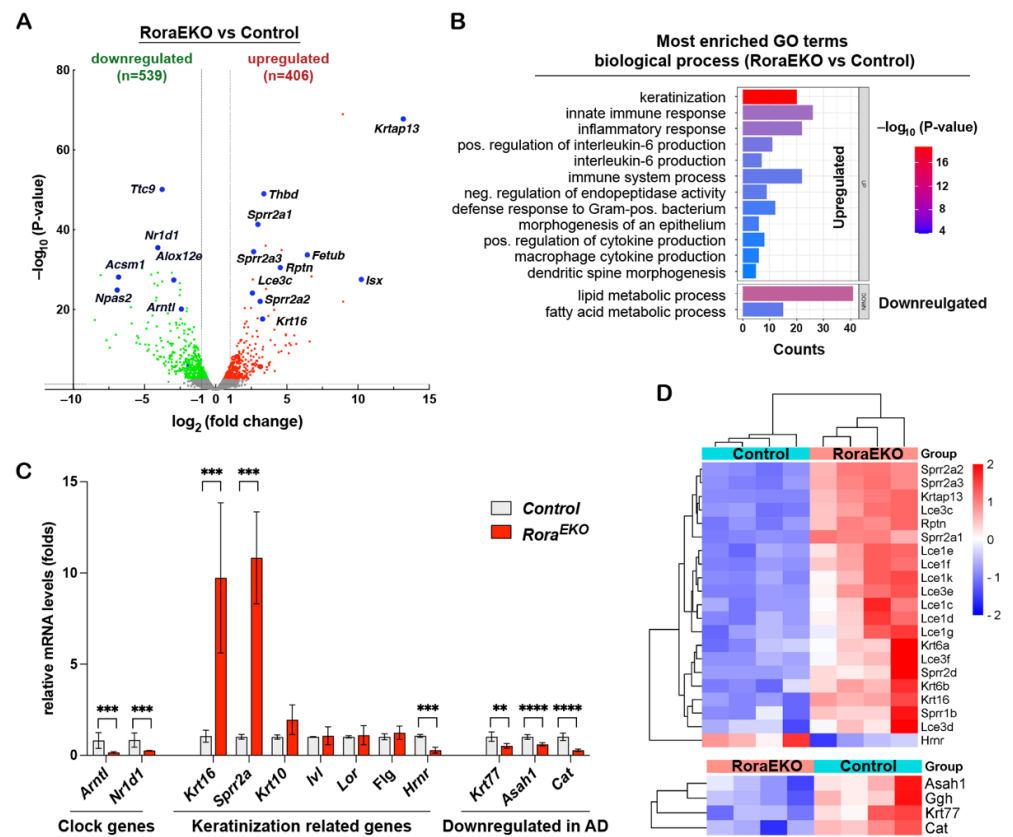 A
RoraEKO vs Control
downregulated
(n=539)
upregulated
(n=406)
–log10 (P-value)
80
60
40
20
Krtap13
Ttc9
Thbd
Sprr2a1
Nr1d1
Alox12e
Sprr2a3
Fetub
Rptn
Acsm1
Lce3c
Isx
Npas2
Arntl
Sprr2a2
Krt16
–10
–5
–2
0
1
5
10
15
log2 (fold change)
B
Most enriched GO terms
biological process (RoraEKO vs Control)
keratinization
innate immune response
inflammatory response
pos. regulation of interleukin-6 production
interleukin-6 production
immune system process
neg. regulation of endopeptidase activity
defense response to Gram-pos. bacterium
morphogenesis of an epithelium
pos. regulation of cytokine production
macrophage cytokine production
dendritic spine morphogenesis
Upregulated
UP
lipid metabolic process
fatty acid metabolic process
DOWN
Downreulgated
0 10 20 30 40
Counts
–log10 (P-value)
16
12
8
4
C
relative mRNA levels (folds)
15
10
5
2
1
0
Control
RoraEKO
*** *** *** *** *** ** **** ****
Arntl
Nr1d1
Krt16
Sprr2a
Krt10
Ivl
Lor
Flg
Hrnr
Krt77
Asah1
Cat
Clock genes
Keratinization related genes
Downregulated in AD
D
Control
RoraEKO
Group
Sprr2a2
Sprr2a3
Krtap13
Lce3c
Rptn
Sprr2a1
Lce1e
Lce1f
Lce1k
Lce3e
Lce1c
Lce1d
Lce1g
Krt6a
Lce3f
Sprr2d
Krt6b
Krt16
Sprr1b
Lce3d
Hrnr
2
1
0
- 1
- 2
RoraEKO
Control
Group
Asah1
Ggh
Krt77
Cat